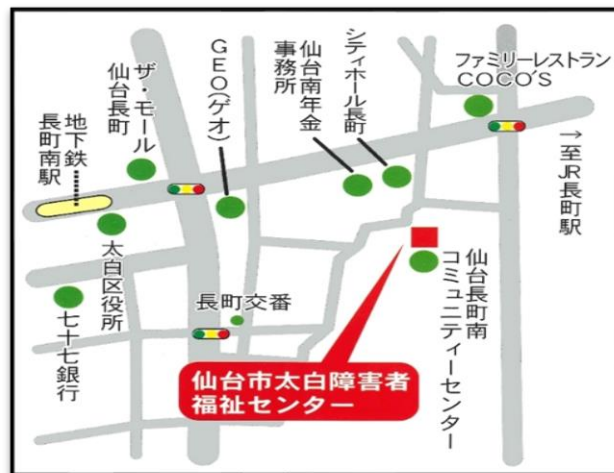 ファミリーレストラン
COCO'S
シティホール長町
仙台南年金
事務所
GEO(ゲオ)
ザ・モール
仙台長町
地下鉄
長町南駅
→至JR長町駅
太白区役所
七十七銀行
長町交番
仙台長町南
コミュニティーセンター
仙台市太白障害者
福祉センター